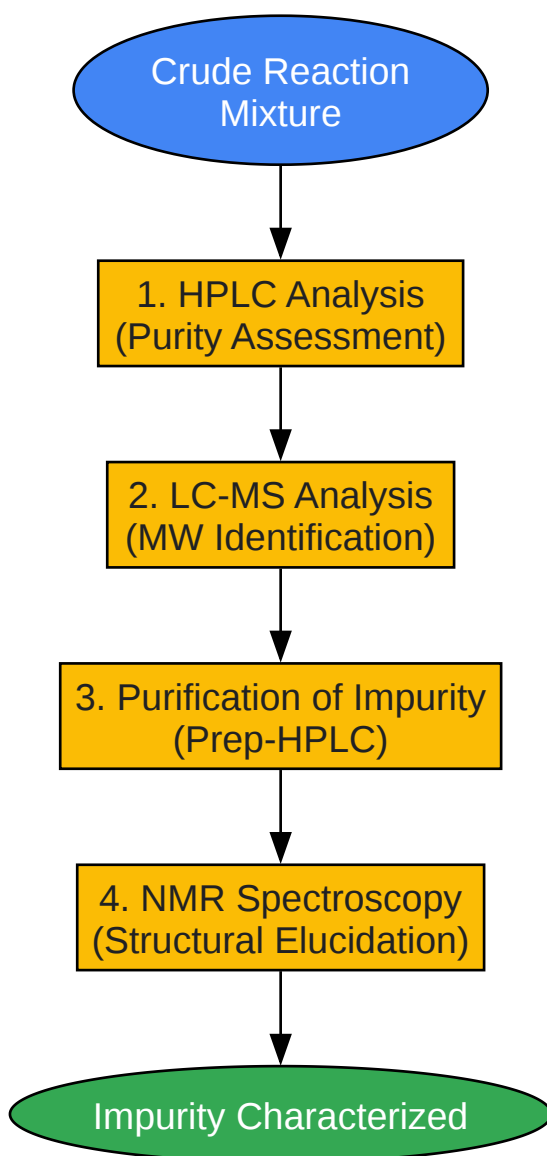 Crude Reaction
Mixture
1. HPLC Analysis
(Purity Assessment)
2. LC-MS Analysis
(MW Identification)
3. Purification of Impurity
(Prep-HPLC)
4. NMR Spectroscopy
(Structural Elucidation)
Impurity Characterized